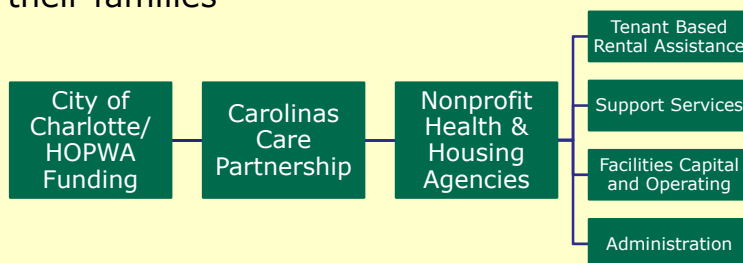 their families
City of
Charlotte/
HOPWA
Funding
Carolinas
Care
Partnership
Nonprofit
Health &
Housing
Agencies
Tenant Based
Rental Assistance
Support Services
Facilities Capital
and Operating
Administration